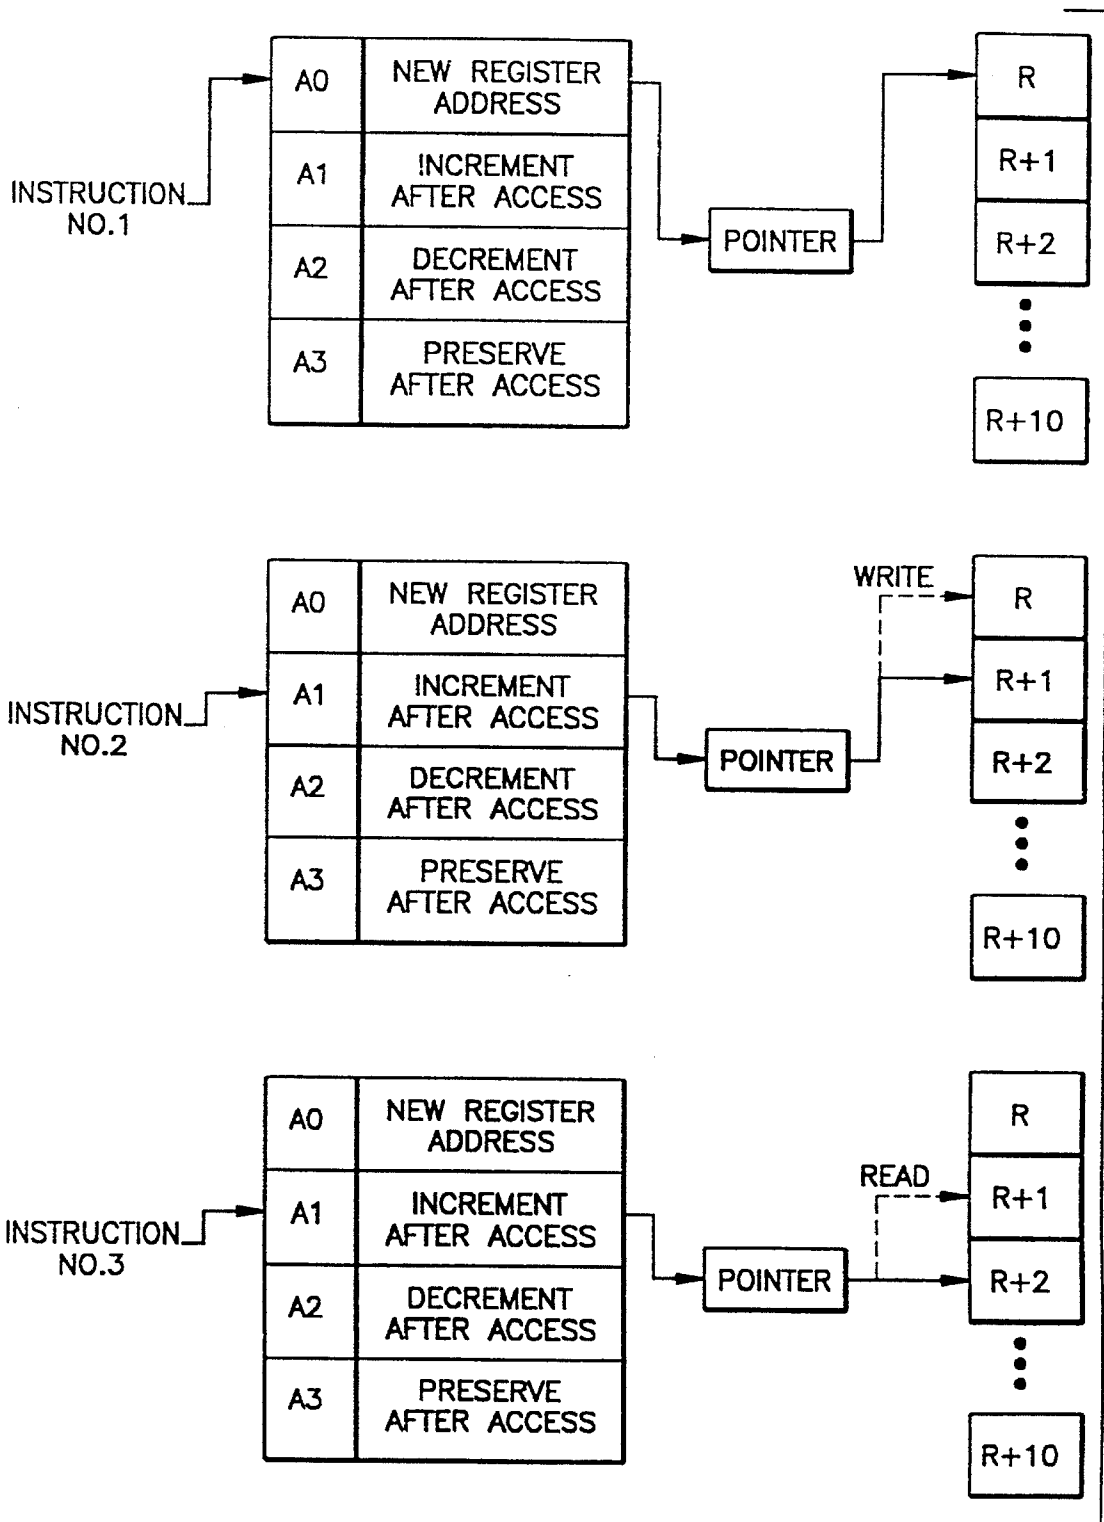 INSTRUCTION
NO.1
A0
NEW REGISTER
ADDRESS
A1
INCREMENT
AFTER ACCESS
A2
DECREMENT
AFTER ACCESS
A3
PRESERVE
AFTER ACCESS
POINTER
R
R+1
R+2
R+10
INSTRUCTION
NO.2
A0
NEW REGISTER
ADDRESS
A1
INCREMENT
AFTER ACCESS
A2
DECREMENT
AFTER ACCESS
A3
PRESERVE
AFTER ACCESS
POINTER
WRITE
R
R+1
R+2
R+10
INSTRUCTION
NO.3
A0
NEW REGISTER
ADDRESS
A1
INCREMENT
AFTER ACCESS
A2
DECREMENT
AFTER ACCESS
A3
PRESERVE
AFTER ACCESS
POINTER
READ
R
R+1
R+2
R+10